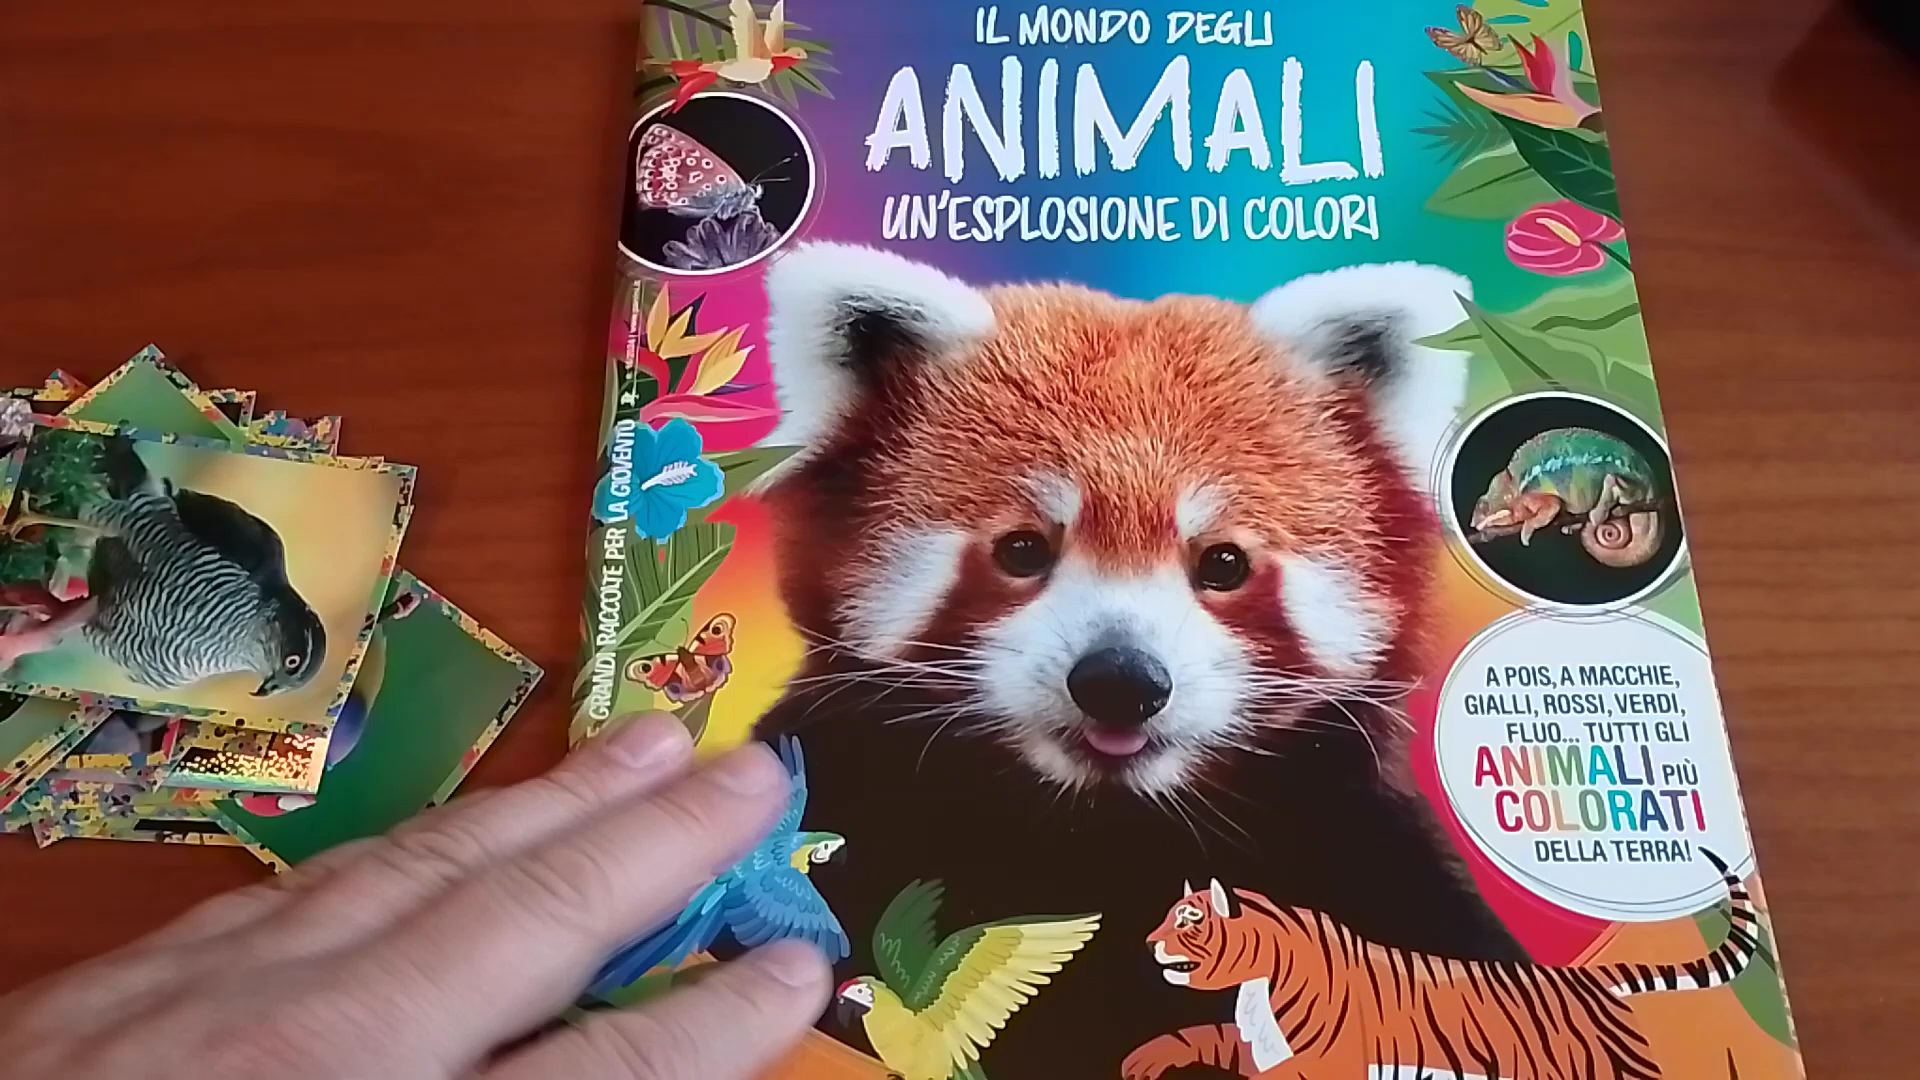 IL MONDO DEGLI
ANIMALI
UN'ESPLOSIONE DI COLORI
GRANDI RACCOLTE PER LA GIOVENTÙ
A POIS, A MACCHIE,
GIALLI, ROSSI, VERDI,
FLUO... TUTTI GLI
ANIMALI PIÙ
COLORATI
DELLA TERRA!